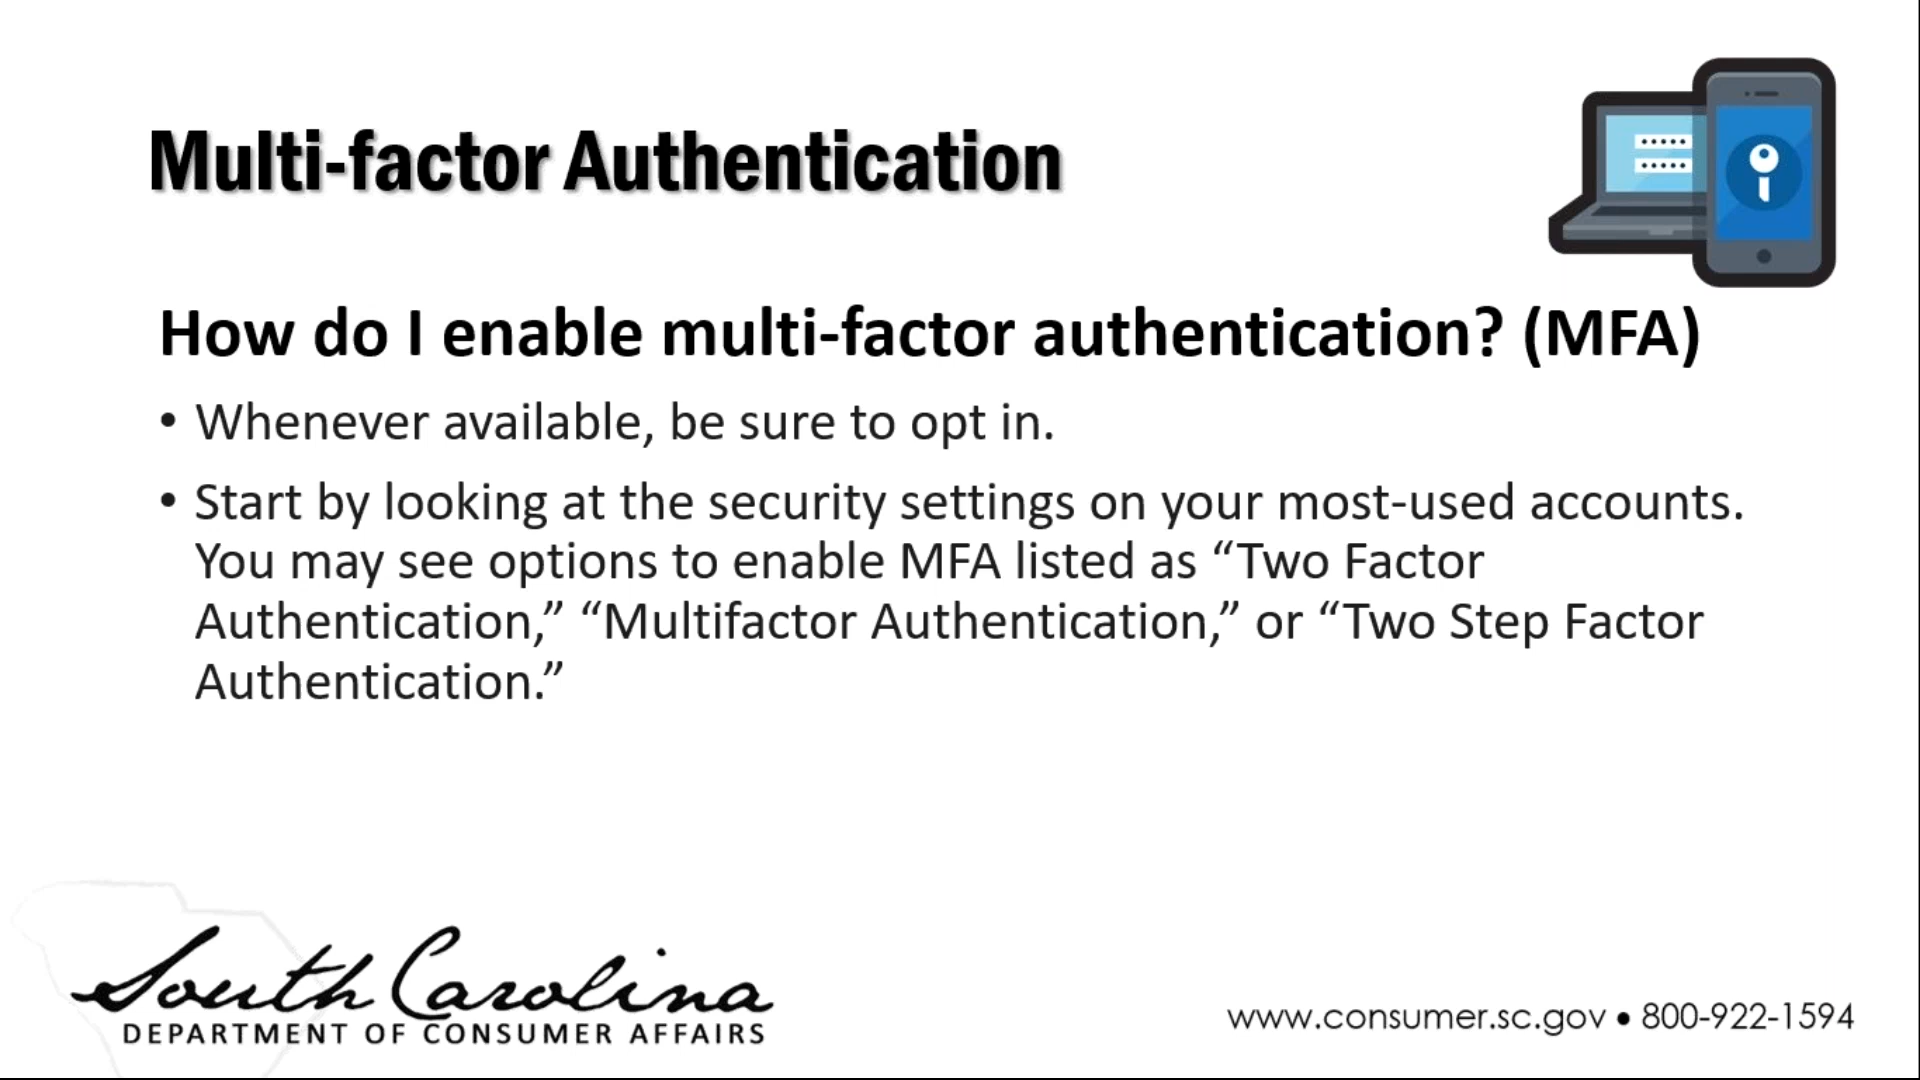 Multi-factor Authentication
How do I enable multi-factor authentication? (MFA)
• Whenever available, be sure to opt in.
• Start by looking at the security settings on your most-used accounts.
You may see options to enable MFA listed as “Two Factor
Authentication,” “Multifactor Authentication,” or “Two Step Factor
Authentication.”
South Carolina
DEPARTMENT OF CONSUMER AFFAIRS
www.consumer.sc.gov • 800-922-1594